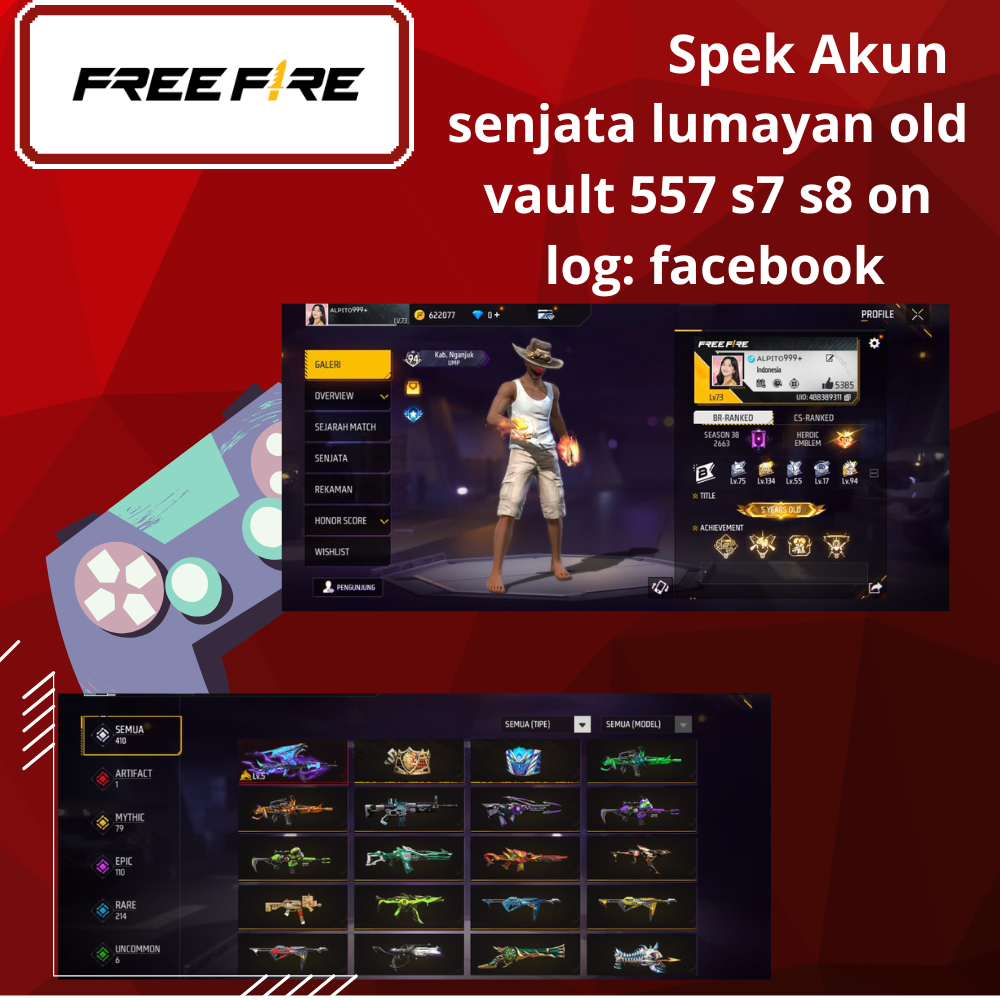 FREE FIRE
Spek Akun
senjata lumayan old
vault 557 s7 s8 on
log: facebook
ALPITO999+
LV.73
622077
0 +
PROFILE
GALERI
OVERVIEW
SEJARAH MATCH
SENJATA
REKAMAN
HONOR SCORE
WISHLIST
PENGUNJUNG
94
Kab. Nganjuk
UMP
FREE FIRE
ALPITO999+
Indonesia
5385
Lv73
UID: 488389311
BR-RANKED
CS-RANKED
SEASON 38
2663
HEROIC
EMBLEM
Lv.75
Lv.134
Lv.55
Lv.17
Lv.94
TITLE
5 YEARS OLD
ACHIEVEMENT
SEMUA
410
ARTIFACT
1
MYTHIC
79
EPIC
110
RARE
214
UNCOMMON
6
SEMUA (TIPE)
SEMUA (MODEL)
Lv.5